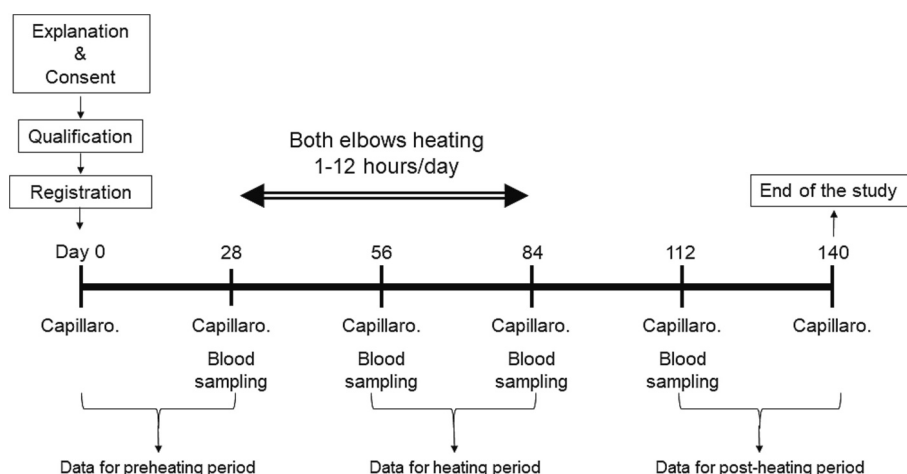 Explanation
&
Consent
Qualification
Registration
Both elbows heating
1-12 hours/day
End of the study
Day 0 28 56 84 112 140
Capillaro. Capillaro. Capillaro. Capillaro. Capillaro. Capillaro.
Blood Blood Blood Blood
sampling sampling sampling sampling
Data for preheating period Data for heating period Data for post-heating period